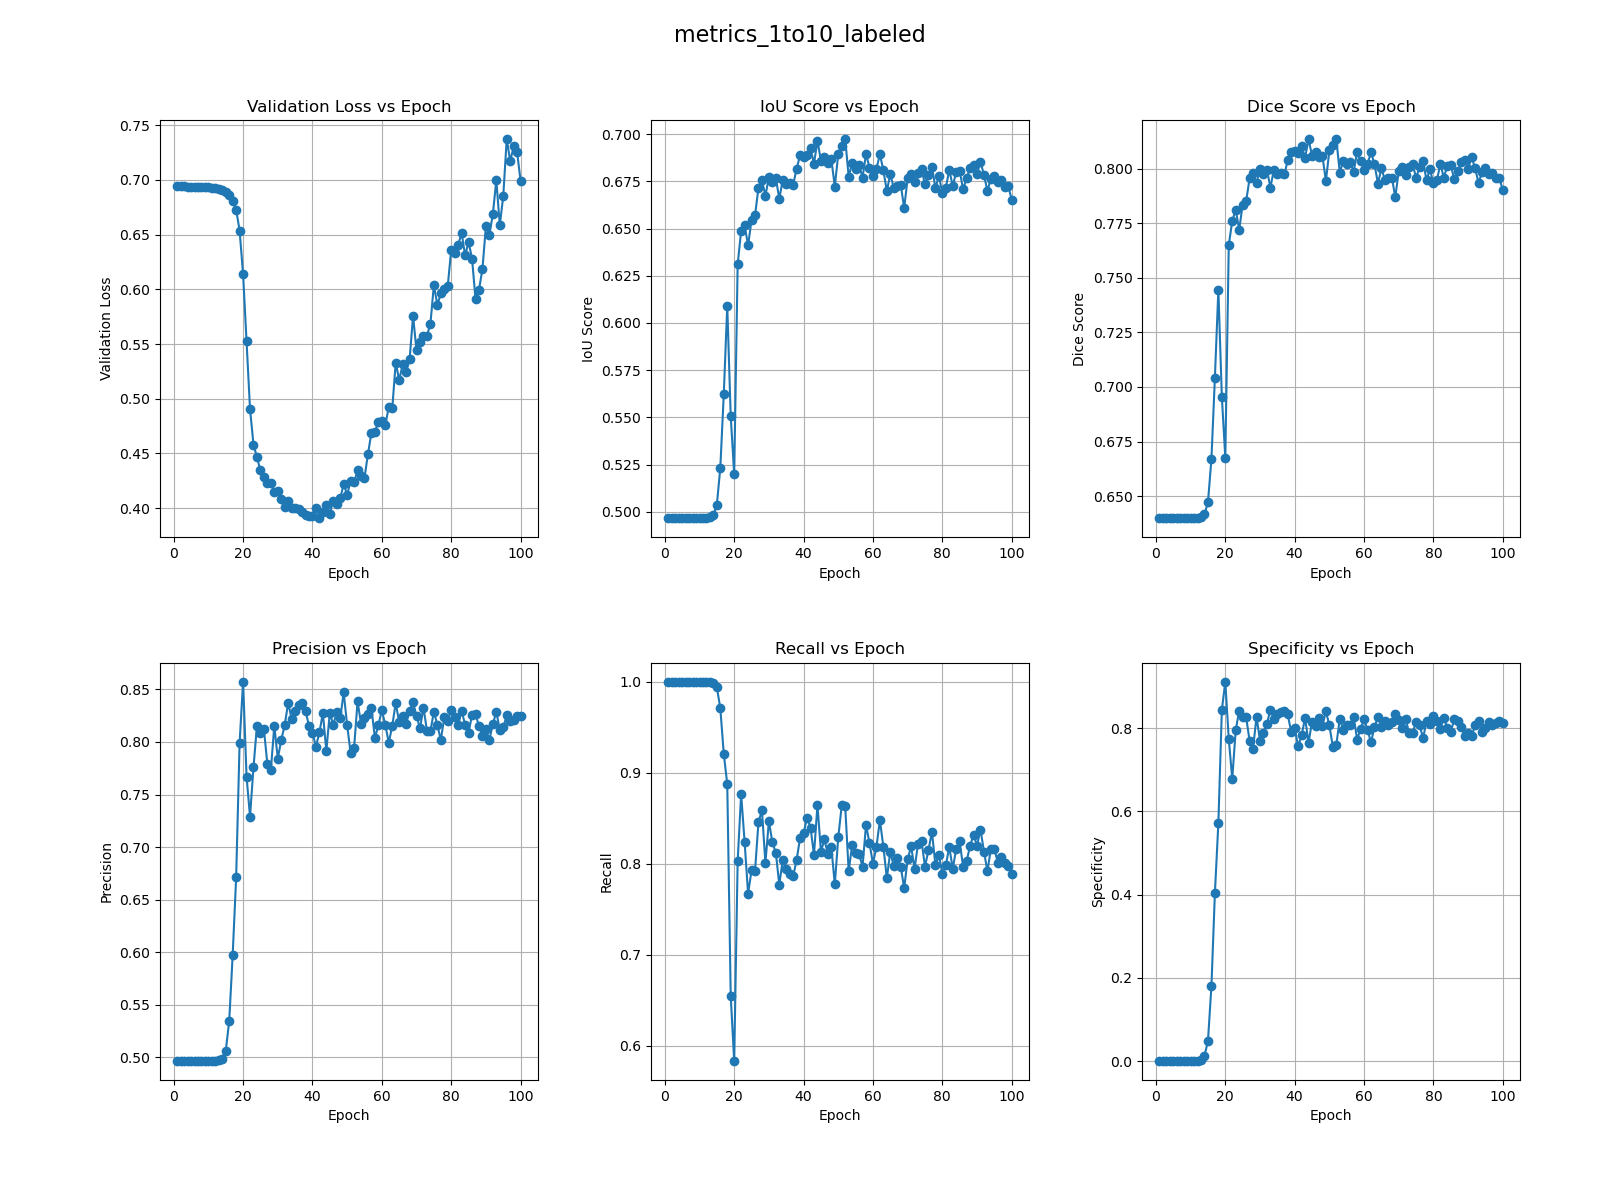 metrics_1to10_labeled
Validation Loss vs Epoch
0.75
0.70
0.65
0.60
0.55
0.50
0.45
0.40
Validation Loss
0 20 40 60 80 100
Epoch
IoU Score vs Epoch
0.700
0.675
0.650
0.625
0.600
0.575
0.550
0.525
0.500
IoU Score
0 20 40 60 80 100
Epoch
Dice Score vs Epoch
0.800
0.775
0.750
0.725
0.700
0.675
0.650
Dice Score
0 20 40 60 80 100
Epoch
Precision vs Epoch
0.85
0.80
0.75
0.70
0.65
0.60
0.55
0.50
Precision
0 20 40 60 80 100
Epoch
Recall vs Epoch
1.0
0.9
0.8
0.7
0.6
Recall
0 20 40 60 80 100
Epoch
Specificity vs Epoch
0.8
0.6
0.4
0.2
0.0
Specificity
0 20 40 60 80 100
Epoch